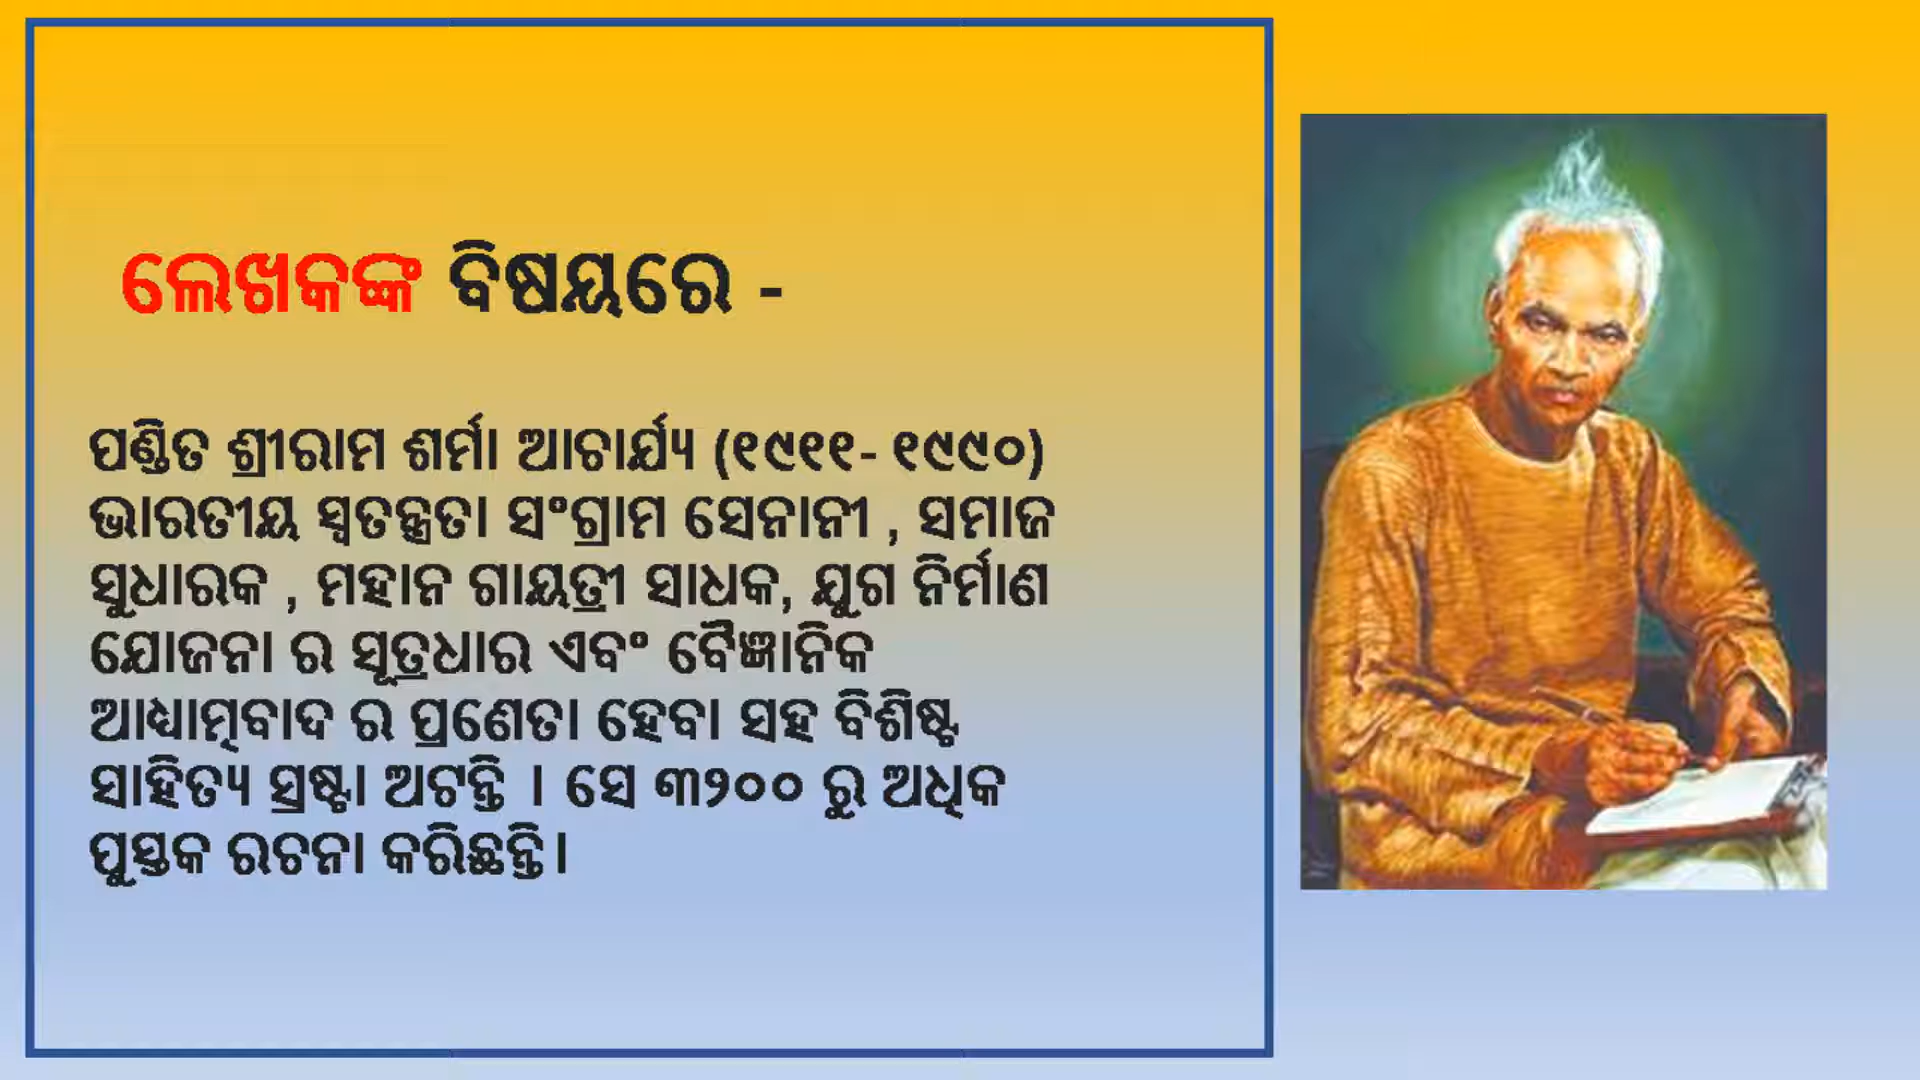 ଲେଖକଙ୍କ ବିଷୟରେ -
ପଣ୍ଡିତ ଶ୍ରୀରାମ ଶର୍ମା ଆଚାର୍ଯ୍ୟ (୧୯୧୧- ୧୯୯୦)
ଭାରତୀୟ ସ୍ୱତନ୍ତ୍ରତା ସଂଗ୍ରାମ ସେନାନୀ , ସମାଜ
ସୁଧାରକ , ମହାନ ଗାୟତ୍ରୀ ସାଧକ, ଯୁଗ ନିର୍ମାଣ
ଯୋଜନା ର ସୂତ୍ରଧାର ଏବଂ ବୈଜ୍ଞାନିକ
ଆଧ୍ୟାତ୍ମବାଦ ର ପ୍ରଣେତା ହେବା ସହ ବିଶିଷ୍ଟ
ସାହିତ୍ୟ ସ୍ରଷ୍ଟା ଅଟନ୍ତି । ସେ ୩୨୦୦ ରୁ ଅଧିକ
ପୁସ୍ତକ ରଚନା କରିଛନ୍ତି।